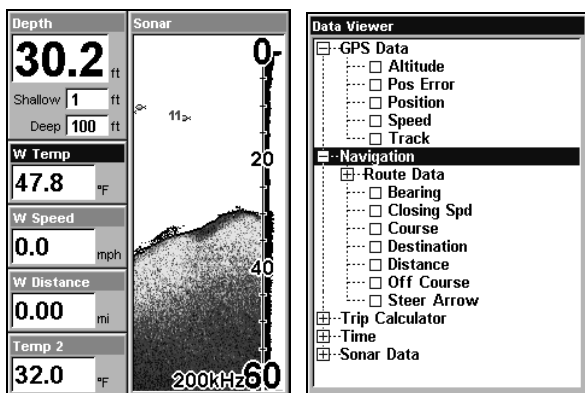 Depth
30.2 ft
Shallow 1 ft
Deep 100 ft
W Temp
47.8 °F
W Speed
0.0 mph
W Distance
0.00 mi
Temp 2
32.0 °F
Sonar
0
11
20
40
200kHz 60
Data Viewer
GPS Data
Altitude
Pos Error
Position
Speed
Track
Navigation
Route Data
Bearing
Closing Spd
Course
Destination
Distance
Off Course
Steer Arrow
Trip Calculator
Time
Sonar Data